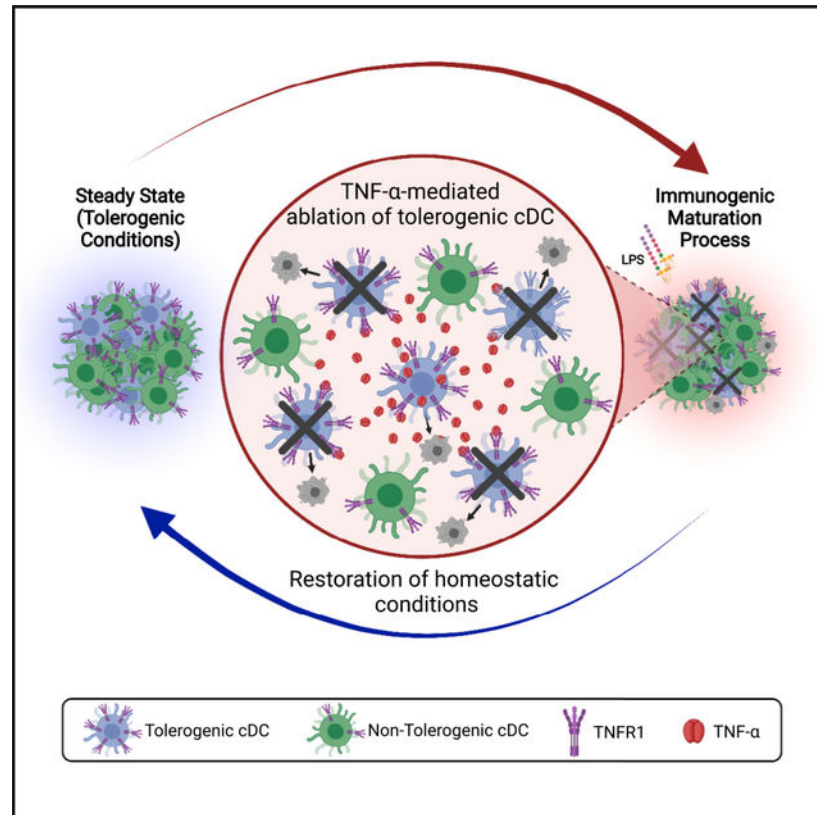 Steady State
(Tolerogenic
Conditions)
TNF-α-mediated
ablation of tolerogenic cDC
Immunogenic
Maturation
Process
LPS
Restoration of homeostatic
conditions
Tolerogenic cDC
Non-Tolerogenic cDC
TNFR1
TNF-α